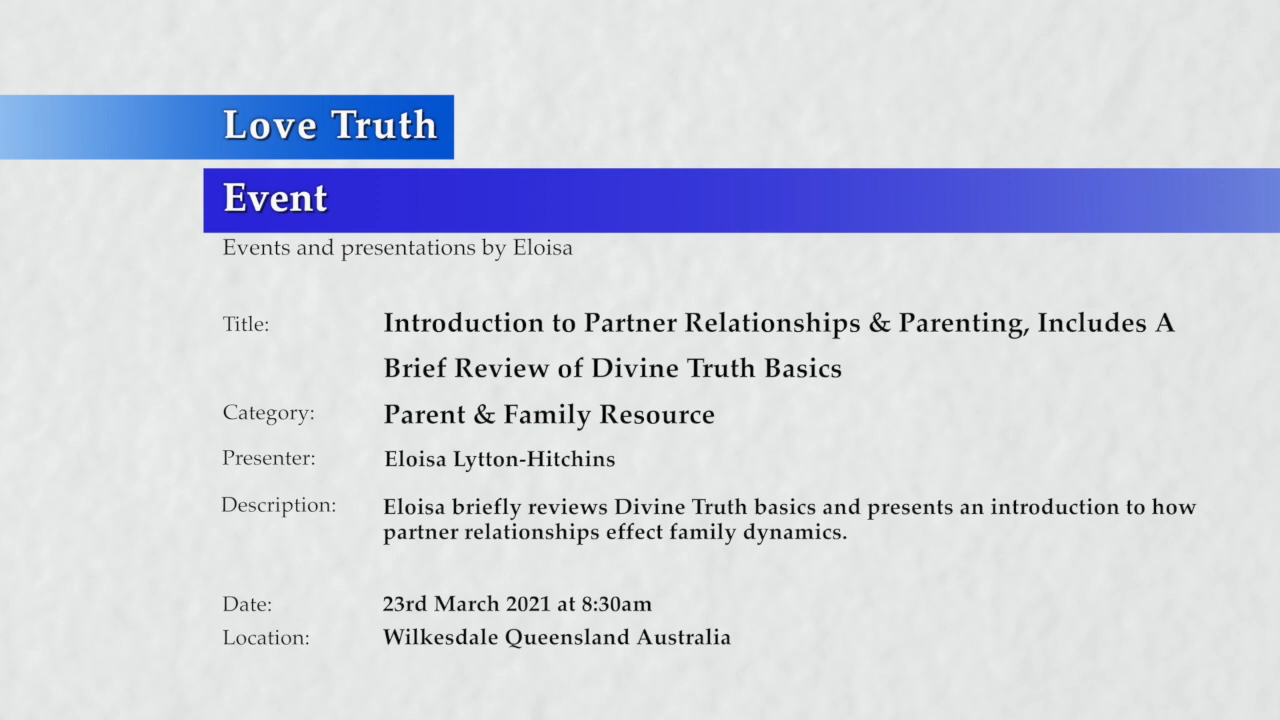 Love Truth
Event
Events and presentations by Eloisa
Title: Introduction to Partner Relationships & Parenting, Includes A
Brief Review of Divine Truth Basics
Category: Parent & Family Resource
Presenter: Eloisa Lytton-Hitchins
Description: Eloisa briefly reviews Divine Truth basics and presents an introduction to how
partner relationships effect family dynamics.
Date: 23rd March 2021 at 8:30am
Location: Wilkesdale Queensland Australia